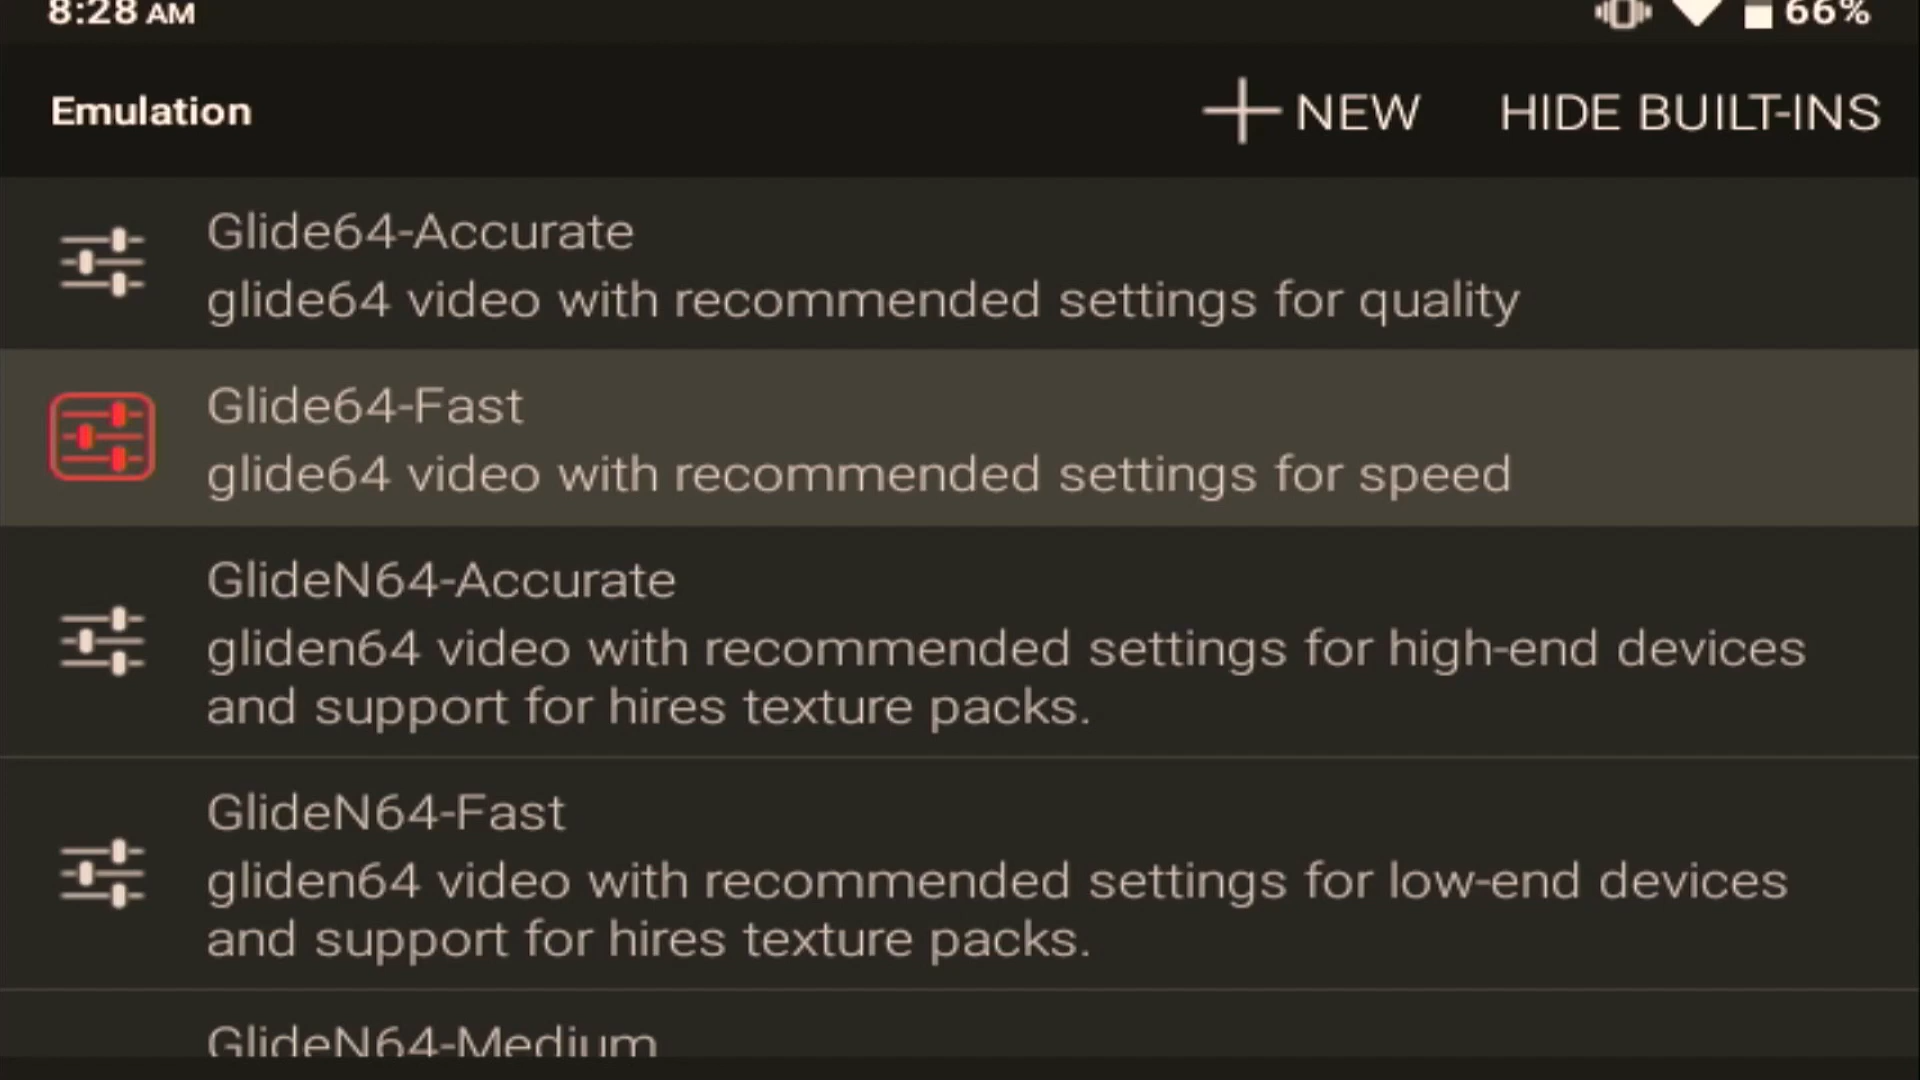 8:28 AM
66%
Emulation
NEW
HIDE BUILT-INS
Glide64-Accurate
glide64 video with recommended settings for quality
Glide64-Fast
glide64 video with recommended settings for speed
GlideN64-Accurate
gliden64 video with recommended settings for high-end devices
and support for hires texture packs.
GlideN64-Fast
gliden64 video with recommended settings for low-end devices
and support for hires texture packs.
GlideN64-Medium